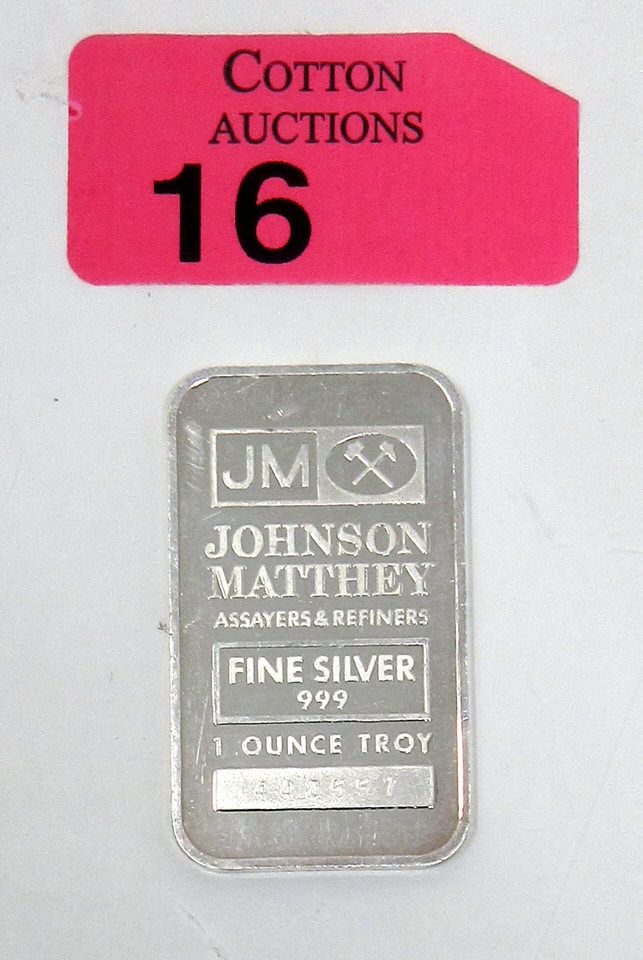 COTTON
AUCTIONS
16
JM
JOHNSON
MATTHEY
ASSAYERS & REFINERS
FINE SILVER
999
1 OUNCE TROY